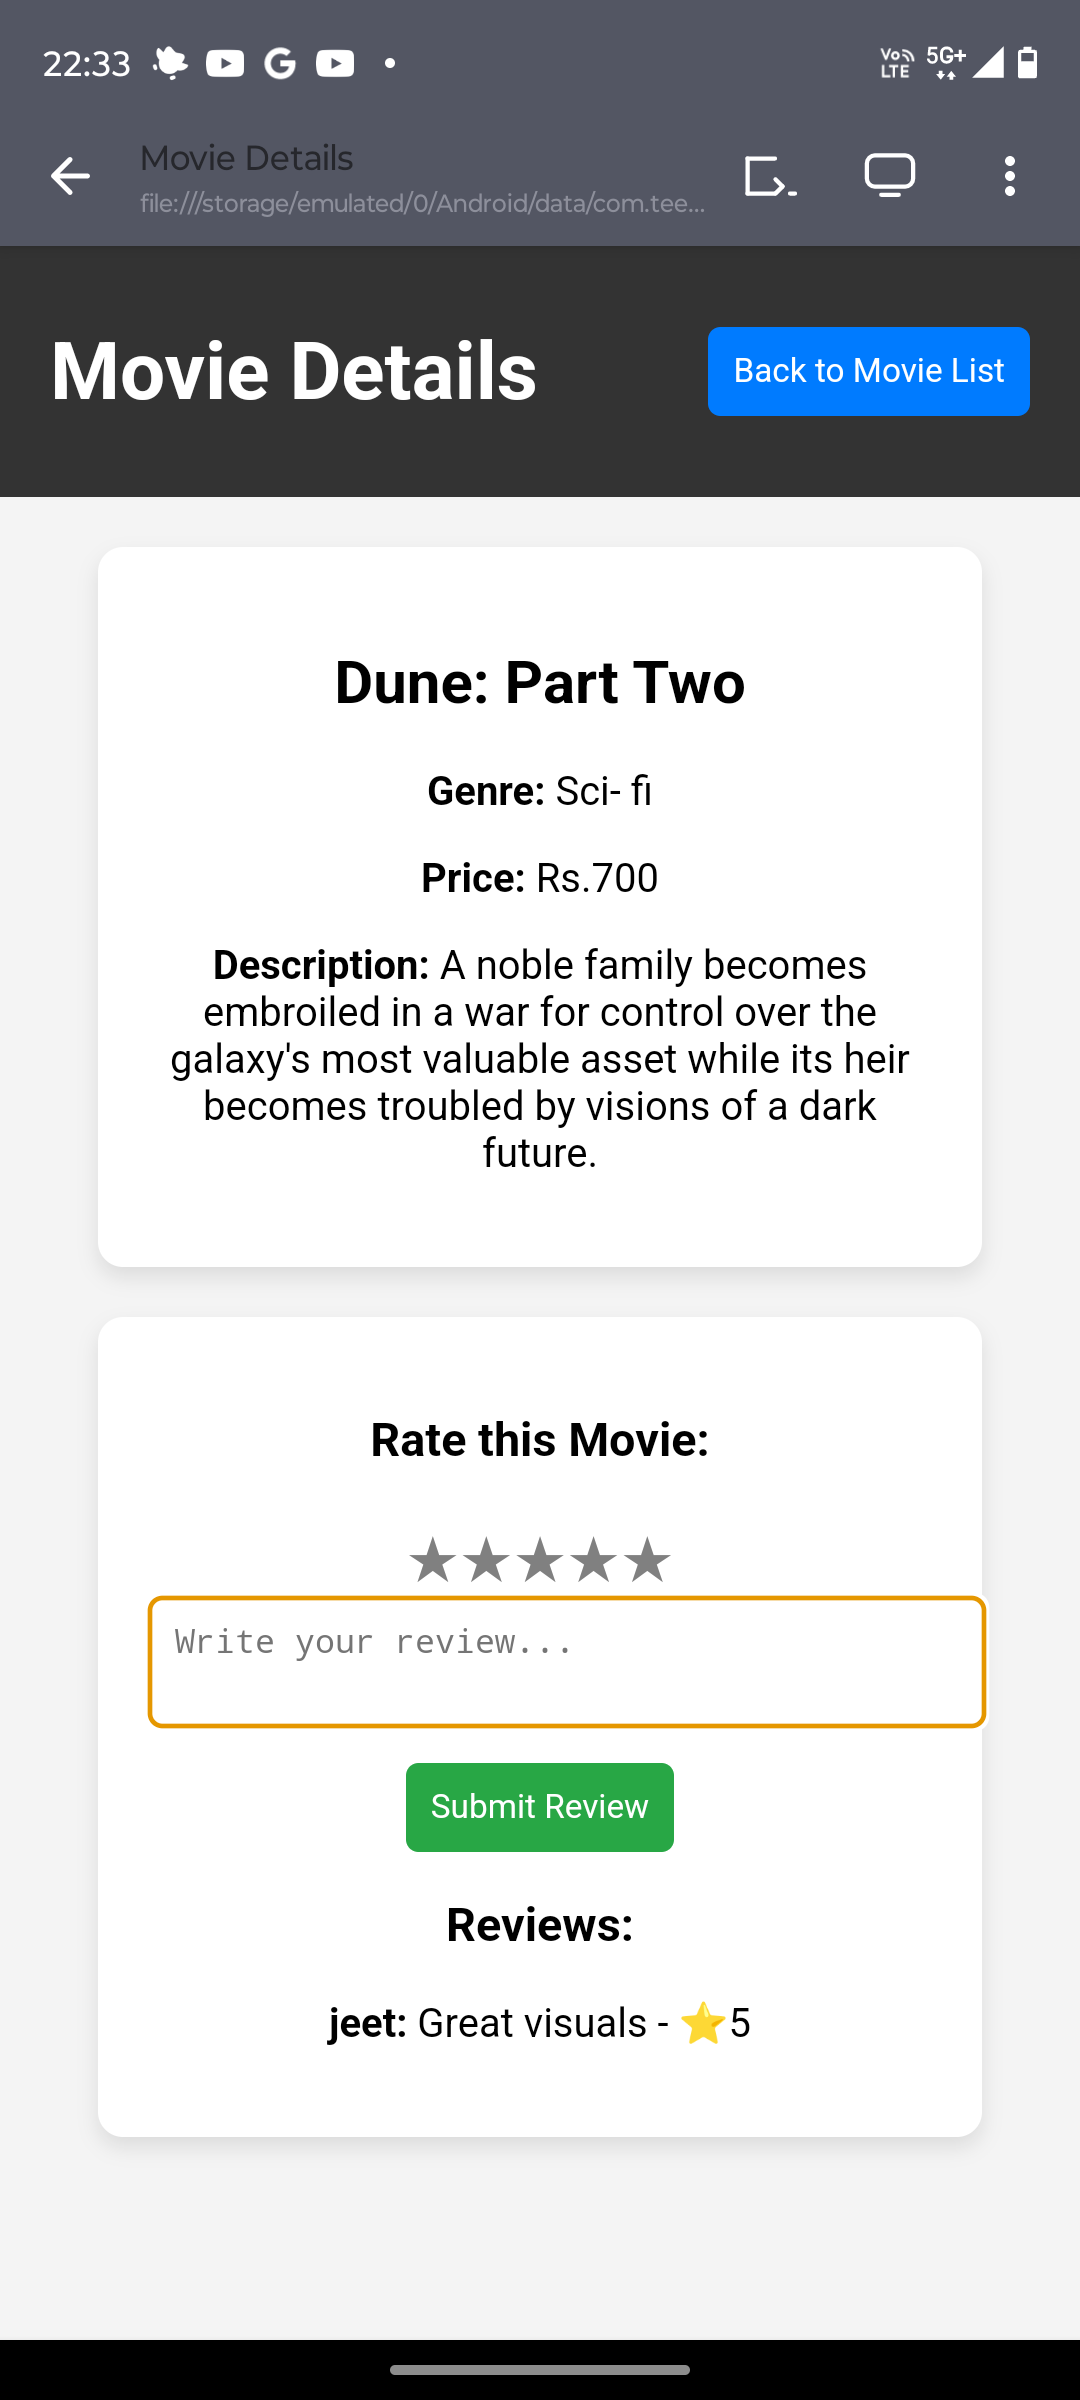 22:33
Vo LTE 5G+
Movie Details
file:///storage/emulated/0/Android/data/com.tee...
Movie Details
Back to Movie List
Dune: Part Two
Genre: Sci- fi
Price: Rs.700
Description: A noble family becomes
embroiled in a war for control over the
galaxy's most valuable asset while its heir
becomes troubled by visions of a dark
future.
Rate this Movie:
★★★★★
Write your review...
Submit Review
Reviews:
jeet: Great visuals - ⭐5